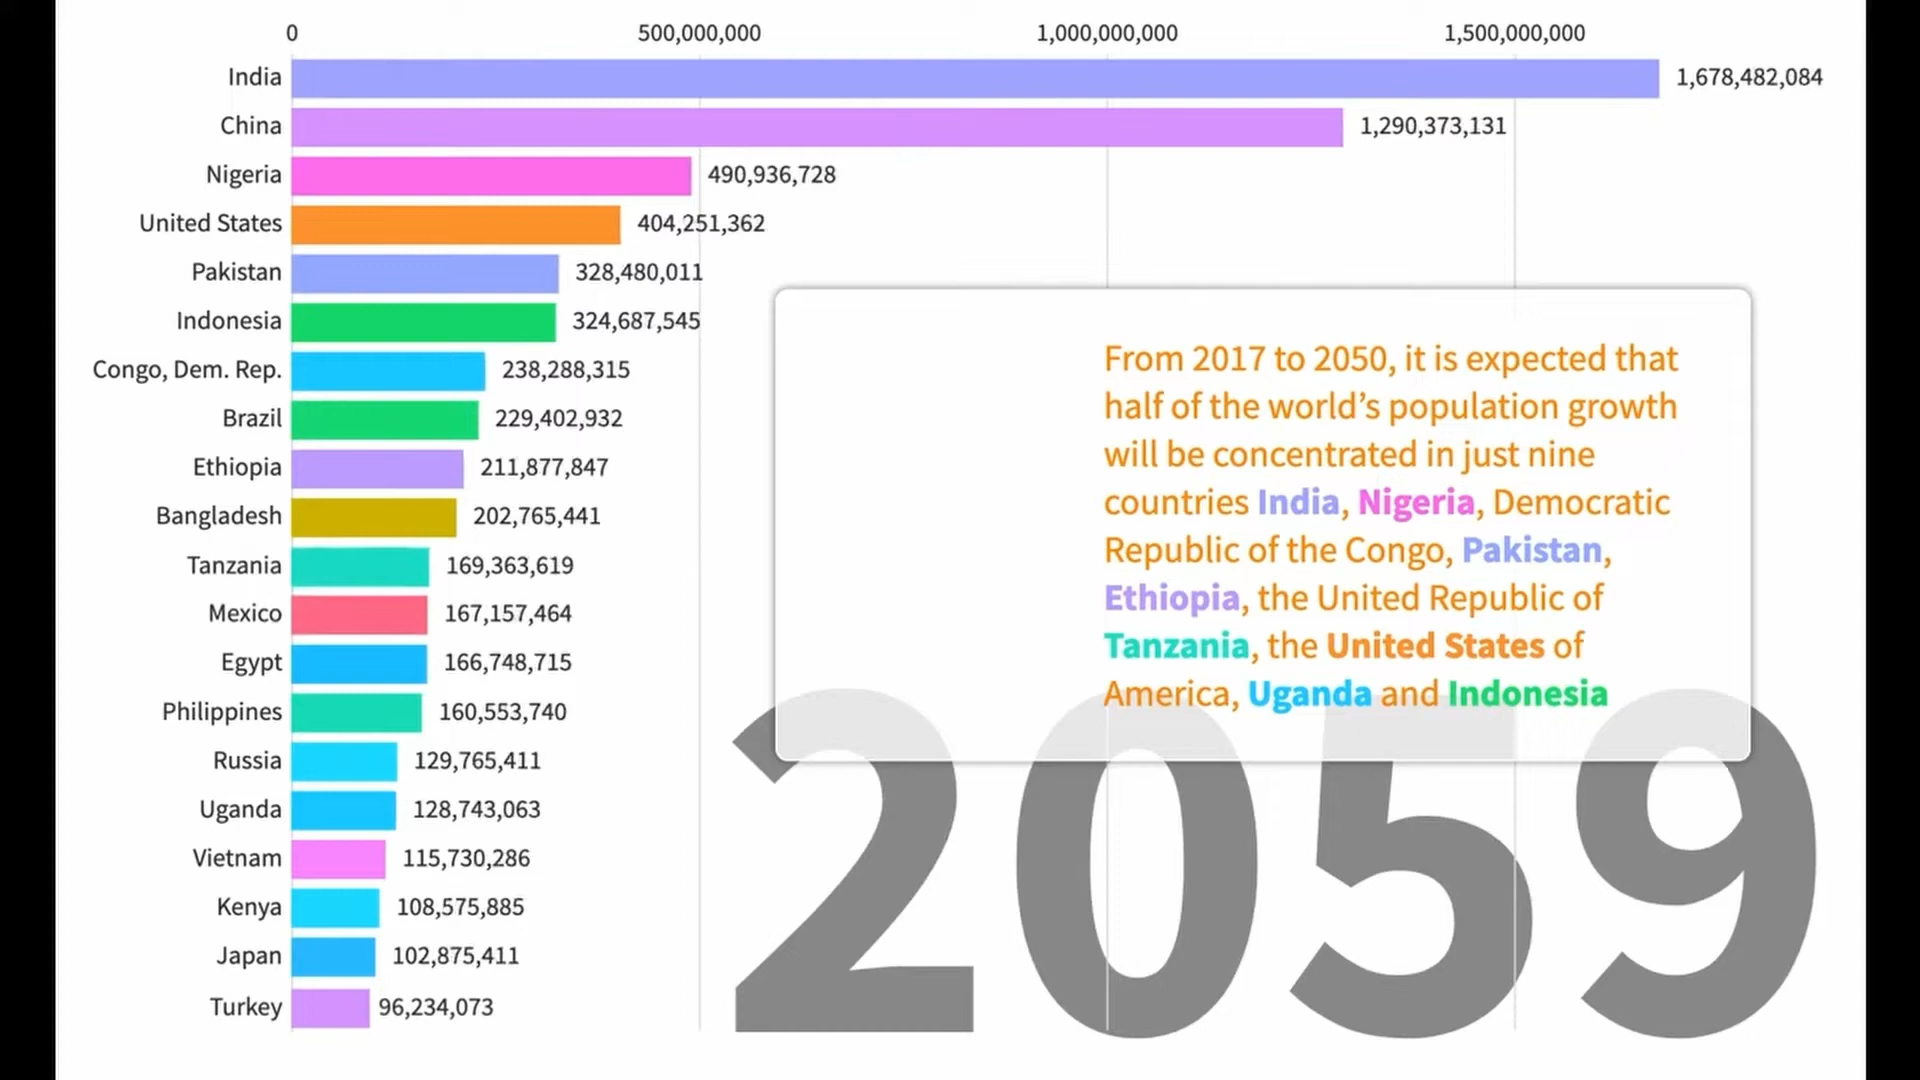 0 500,000,000 1,000,000,000 1,500,000,000
India 1,678,482,084
China 1,290,373,131
Nigeria 490,936,728
United States 404,251,362
Pakistan 328,480,011
Indonesia 324,687,545
Congo, Dem. Rep. 238,288,315
Brazil 229,402,932
Ethiopia 211,877,847
Bangladesh 202,765,441
Tanzania 169,363,619
Mexico 167,157,464
Egypt 166,748,715
Philippines 160,553,740
Russia 129,765,411
Uganda 128,743,063
Vietnam 115,730,286
Kenya 108,575,885
Japan 102,875,411
Turkey 96,234,073
From 2017 to 2050, it is expected that
half of the world’s population growth
will be concentrated in just nine
countries India, Nigeria, Democratic
Republic of the Congo, Pakistan,
Ethiopia, the United Republic of
Tanzania, the United States of
America, Uganda and Indonesia
2059